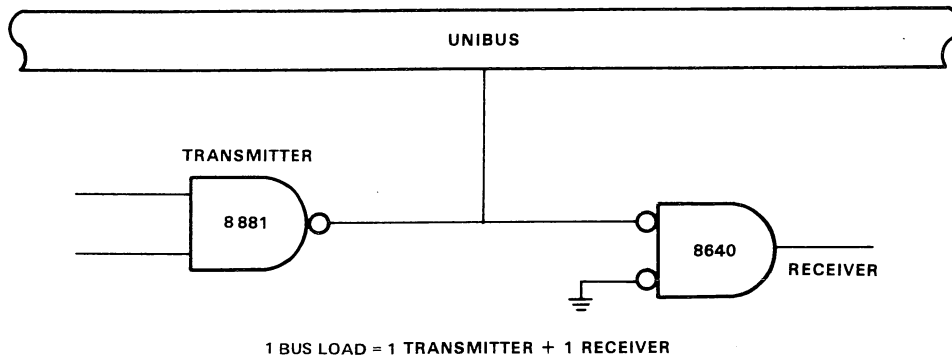 UNIBUS
TRANSMITTER
8881
8640
RECEIVER
1 BUS LOAD = 1 TRANSMITTER + 1 RECEIVER